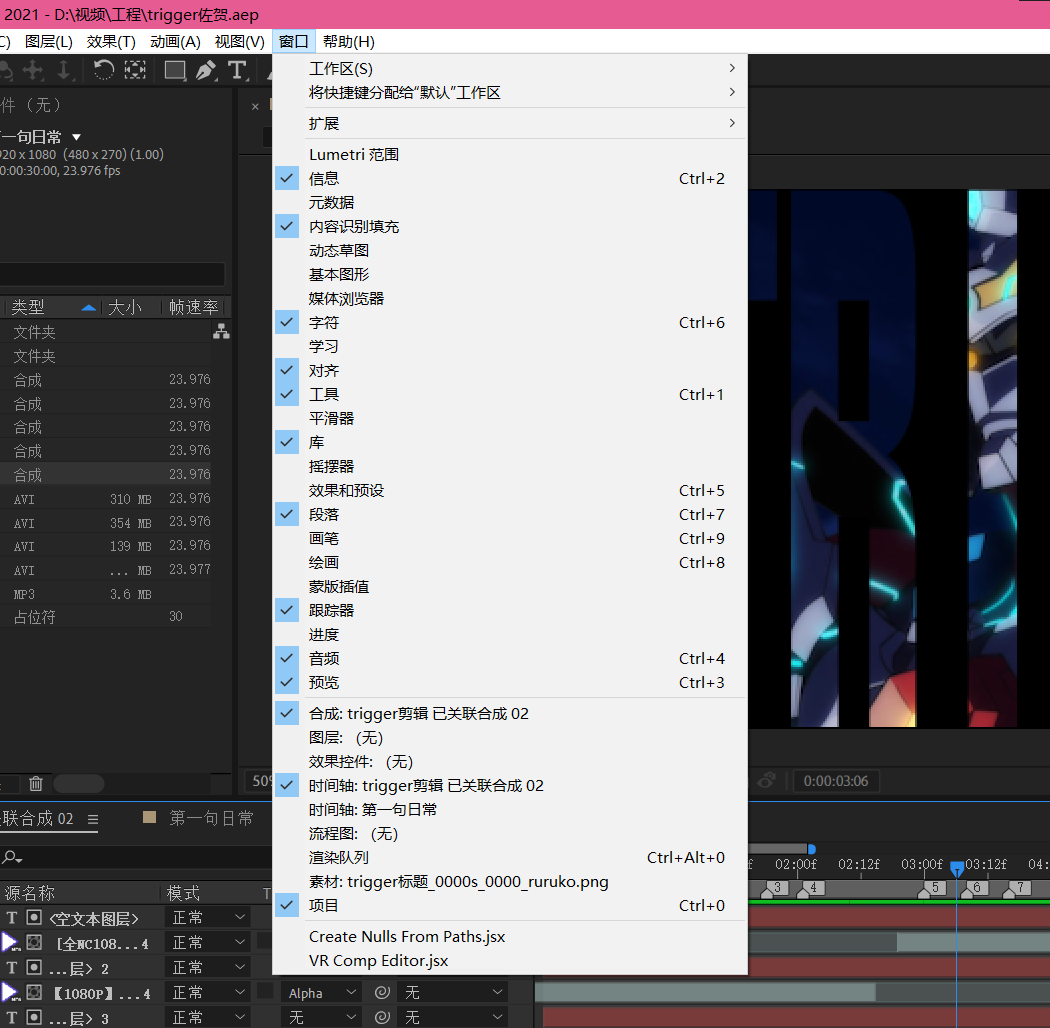 2021 - D:\视频\工程\trigger佐贺.aep
C) 图层(L) 效果(T) 动画(A) 视图(V) 窗口 帮助(H)
件 （无）
一句日常
20 x 1080 (480 x 270) (1.00)
0:00:30:00, 23.976 fps
类型 大小 帧速率
文件夹
文件夹
合成 23.976
合成 23.976
合成 23.976
合成 23.976
合成 23.976
AVI 310 MB 23.976
AVI 354 MB 23.976
AVI 139 MB 23.976
AVI ... MB 23.977
MP3 3.6 MB
占位符 30
工作区(S)
将快捷键分配给“默认”工作区
扩展
Lumetri 范围
信息 Ctrl+2
元数据
内容识别填充
动态草图
基本图形
媒体浏览器
字符 Ctrl+6
学习
对齐
工具 Ctrl+1
平滑器
库
摇摆器
效果和预设 Ctrl+5
段落 Ctrl+7
画笔 Ctrl+9
绘画 Ctrl+8
蒙版插值
跟踪器
进度
音频 Ctrl+4
预览 Ctrl+3
合成: trigger剪辑 已关联合成 02
图层: （无）
效果控件: （无）
时间轴: trigger剪辑 已关联合成 02
时间轴: 第一句日常
流程图: （无）
渲染队列 Ctrl+Alt+0
素材: trigger标题_0000s_0000_ruruko.png
项目 Ctrl+0
Create Nulls From Paths.jsx
VR Comp Editor.jsx
50%
0:00:03:06
联合成 02 第一句日常
f 02:00f 02:12f 03:00f 03:12f 04:
3 4 5 6 7
源名称 模式 T
T <空文本图层> 正常
[全NC108...4 正常
T ...层> 2 正常
【1080P】...4 正常 Alpha 无
T ...层> 3 正常 无 无